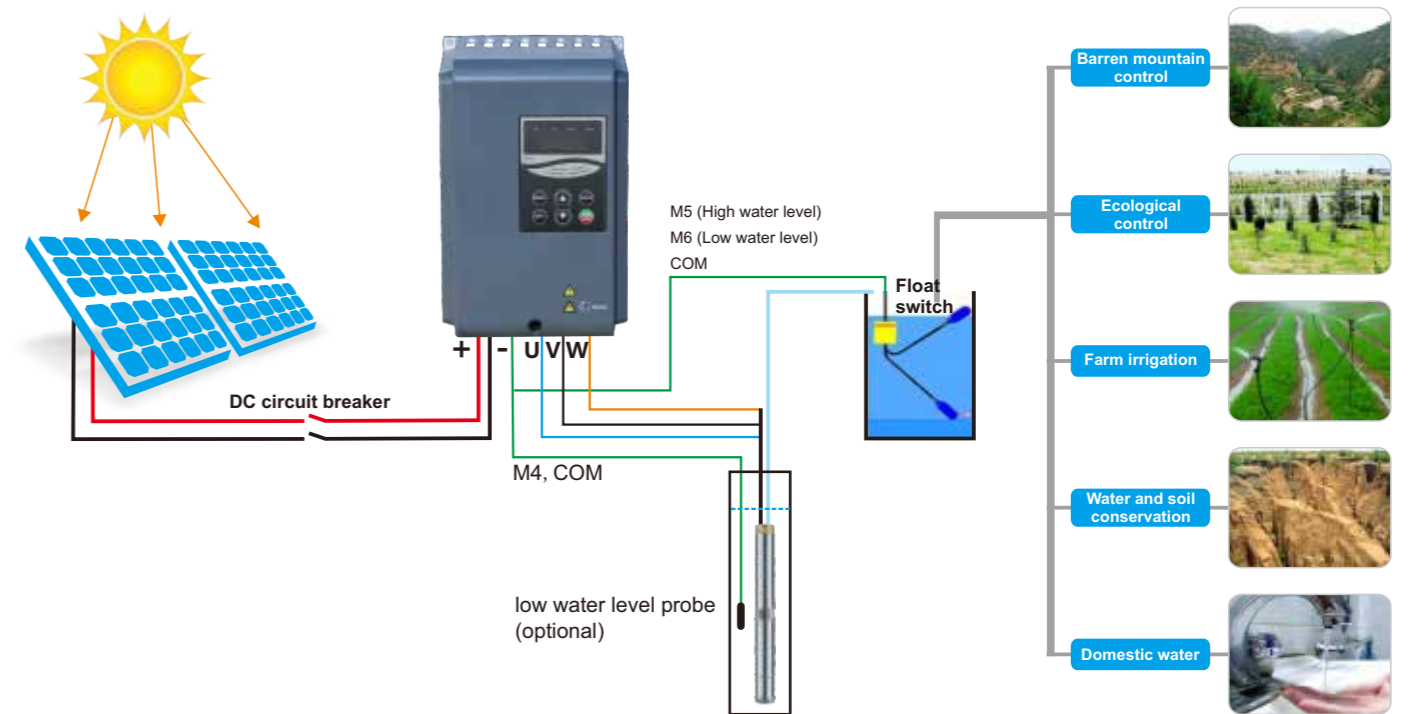 Barren mountain
control
Ecological
control
M5 (High water level)
M6 (Low water level)
COM
Float
switch
+ - U V W
Farm irrigation
DC circuit breaker
M4, COM
Water and soil
conservation
low water level probe
(optional)
Domestic water